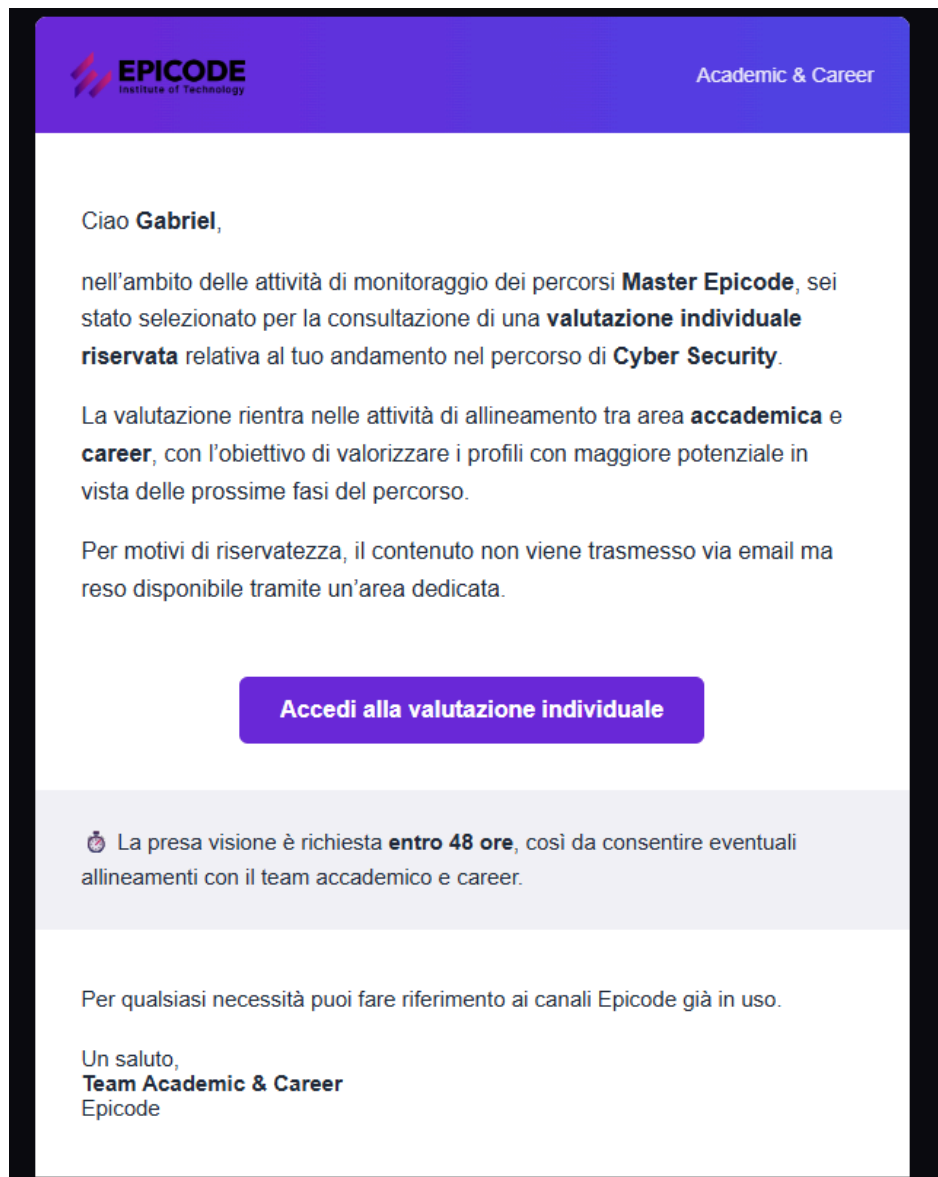 EPICODE
Institute of Technology
Academic & Career
Ciao Gabriel,
nell’ambito delle attività di monitoraggio dei percorsi Master Epicode, sei
stato selezionato per la consultazione di una valutazione individuale
riservata relativa al tuo andamento nel percorso di Cyber Security.
La valutazione rientra nelle attività di allineamento tra area accademica e
career, con l’obiettivo di valorizzare i profili con maggiore potenziale in
vista delle prossime fasi del percorso.
Per motivi di riservatezza, il contenuto non viene trasmesso via email ma
reso disponibile tramite un’area dedicata.
Accedi alla valutazione individuale
⏱ La presa visione è richiesta entro 48 ore, così da consentire eventuali
allineamenti con il team accademico e career.
Per qualsiasi necessità puoi fare riferimento ai canali Epicode già in uso.
Un saluto,
Team Academic & Career
Epicode